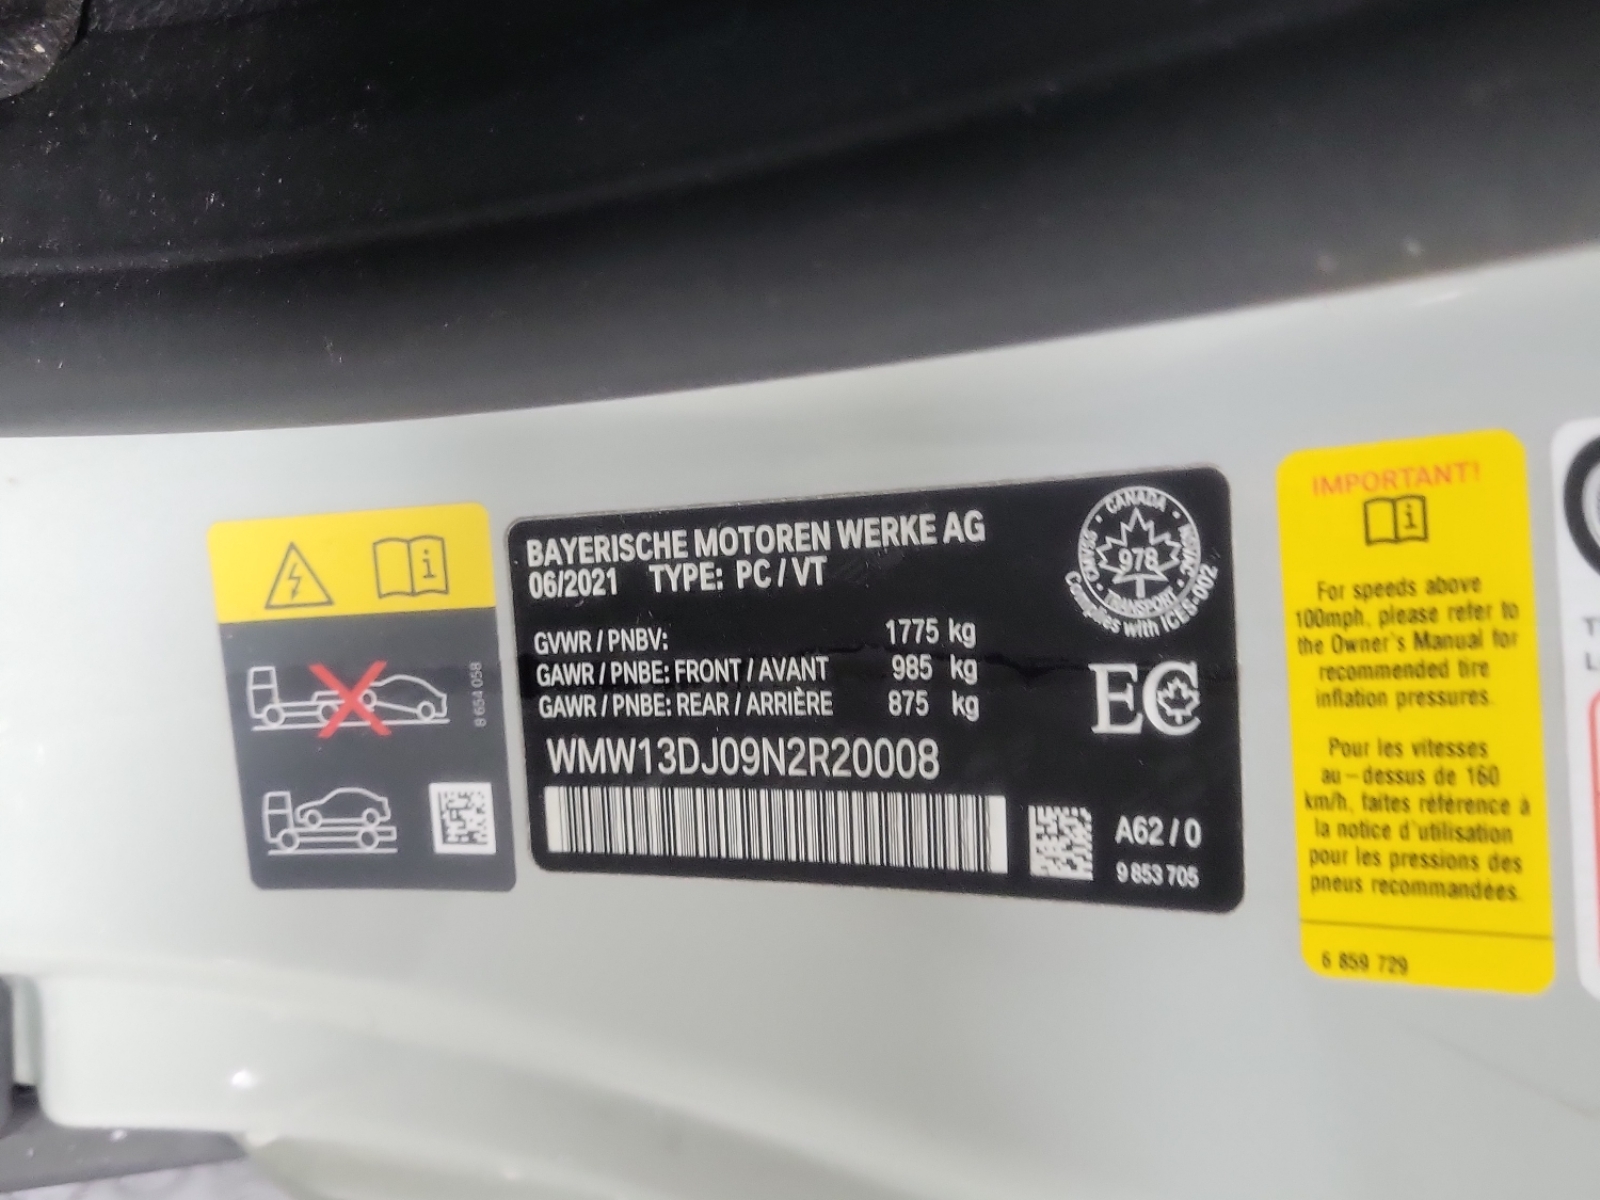 8 654 058
BAYERISCHE MOTOREN WERKE AG
06/2021 TYPE: PC / VT
GVWR / PNBV: 1775 kg
GAWR / PNBE: FRONT / AVANT 985 kg
GAWR / PNBE: REAR / ARRIÈRE 875 kg
WMW13DJ09N2R20008
CANADA
978
TRANSPORT
Complies with ICES-002.
EC
A62 / 0
9 853 705
IMPORTANT!
For speeds above
100mph, please refer to
the Owner's Manual for
recommended tire
inflation pressures.
Pour les vitesses
au-dessus de 160
km/h, faites référence à
la notice d'utilisation
pour les pressions des
pneus recommandées.
6 859 729